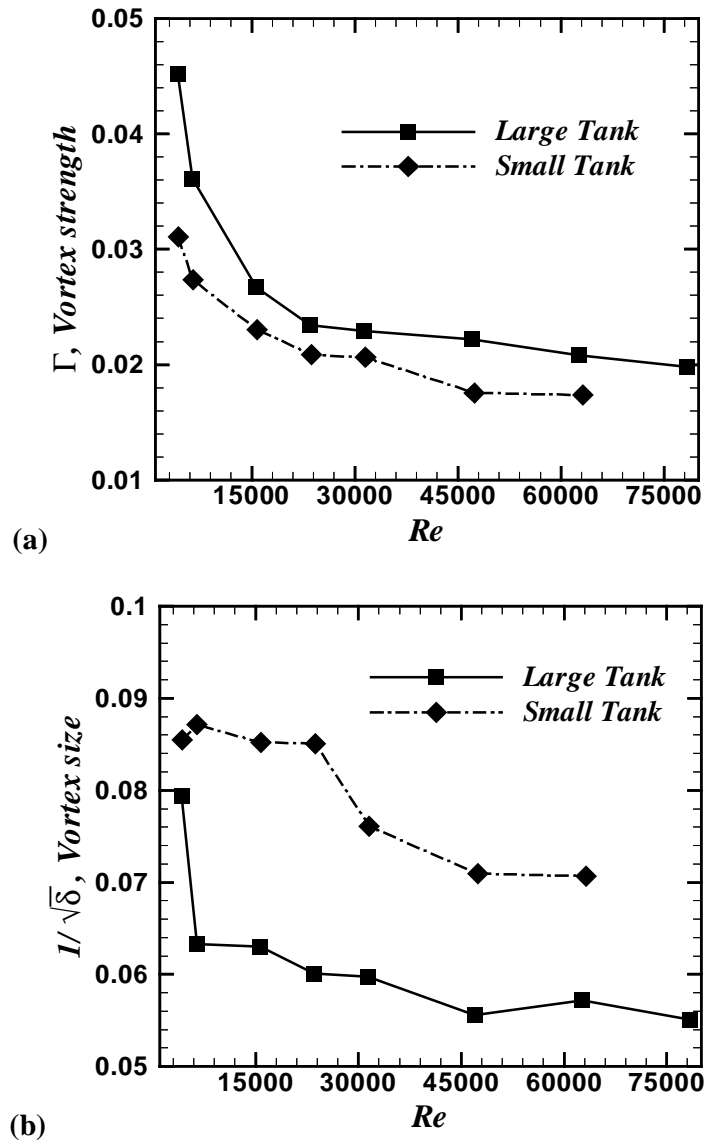 0.05
0.04
0.03
0.02
0.01
Γ, Vortex strength
Large Tank
Small Tank
15000 30000 45000 60000 75000
Re
(a)
0.1
0.09
0.08
0.07
0.06
0.05
1/√δ, Vortex size
Large Tank
Small Tank
15000 30000 45000 60000 75000
Re
(b)